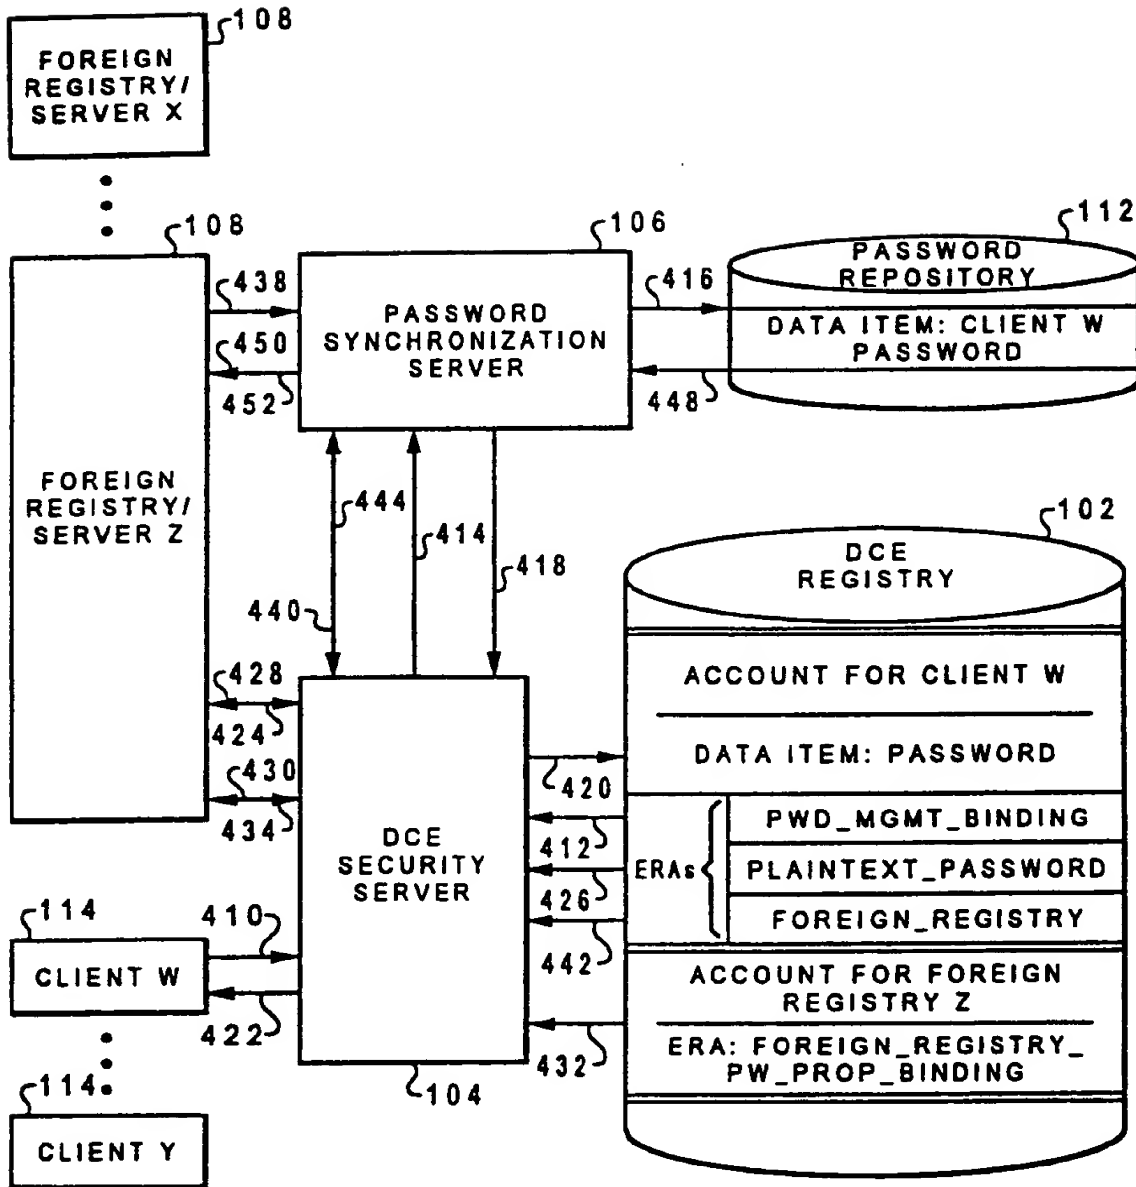 108
FOREIGN
REGISTRY/
SERVER X
108
106
112
PASSWORD
REPOSITORY
438
416
PASSWORD
SYNCHRONIZATION
SERVER
DATA ITEM: CLIENT W
PASSWORD
450
452
448
FOREIGN
REGISTRY/
SERVER Z
444
414
418
440
102
DCE
REGISTRY
ACCOUNT FOR CLIENT W
DATA ITEM: PASSWORD
428
424
430
434
420
412
426
442
432
ERAs
PWD_MGMT_BINDING
PLAINTEXT_PASSWORD
FOREIGN_REGISTRY
DCE
SECURITY
SERVER
104
114
410
CLIENT W
422
ACCOUNT FOR FOREIGN
REGISTRY Z
ERA: FOREIGN_REGISTRY_
PW_PROP_BINDING
114
CLIENT Y